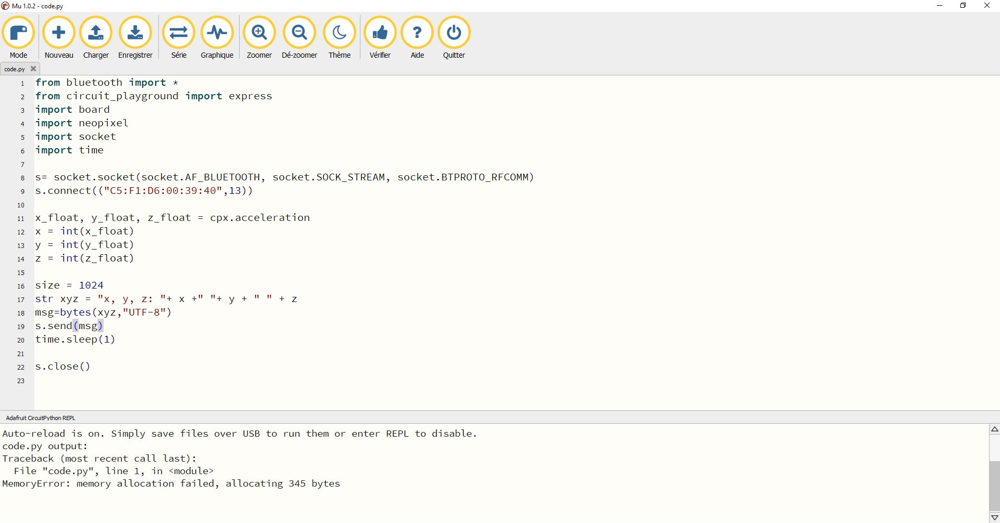 Mu 1.0.2 - code.py
Mode Nouveau Charger Enregistrer Série Graphique Zoomer Dé-zoomer Thème Vérifier Aide Quitter
code.py
1 from bluetooth import *
2 from circuit_playground import express
3 import board
4 import neopixel
5 import socket
6 import time
7
8 s= socket.socket(socket.AF_BLUETOOTH, socket.SOCK_STREAM, socket.BTPROTO_RFCOMM)
9 s.connect(("C5:F1:D6:00:39:40",13))
10
11 x_float, y_float, z_float = cpx.acceleration
12 x = int(x_float)
13 y = int(y_float)
14 z = int(z_float)
15
16 size = 1024
17 str xyz = "x, y, z: "+ x +" "+ y + " " + z
18 msg=bytes(xyz,"UTF-8")
19 s.send(msg)
20 time.sleep(1)
21
22 s.close()
23
Adafruit CircuitPython REPL
Auto-reload is on. Simply save files over USB to run them or enter REPL to disable.
code.py output:
Traceback (most recent call last):
  File "code.py", line 1, in <module>
MemoryError: memory allocation failed, allocating 345 bytes